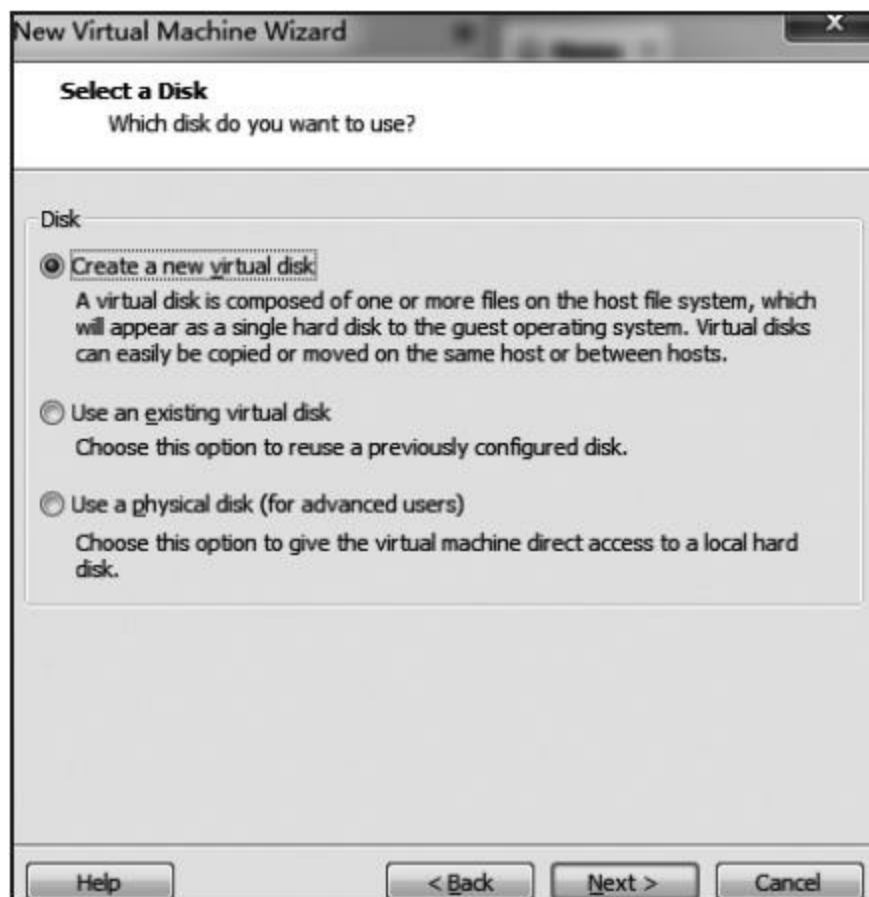 New Virtual Machine Wizard
x
Select a Disk
Which disk do you want to use?
Disk
Create a new virtual disk
A virtual disk is composed of one or more files on the host file system, which
will appear as a single hard disk to the guest operating system. Virtual disks
can easily be copied or moved on the same host or between hosts.
Use an existing virtual disk
Choose this option to reuse a previously configured disk.
Use a physical disk (for advanced users)
Choose this option to give the virtual machine direct access to a local hard
disk.
Help < Back Next > Cancel